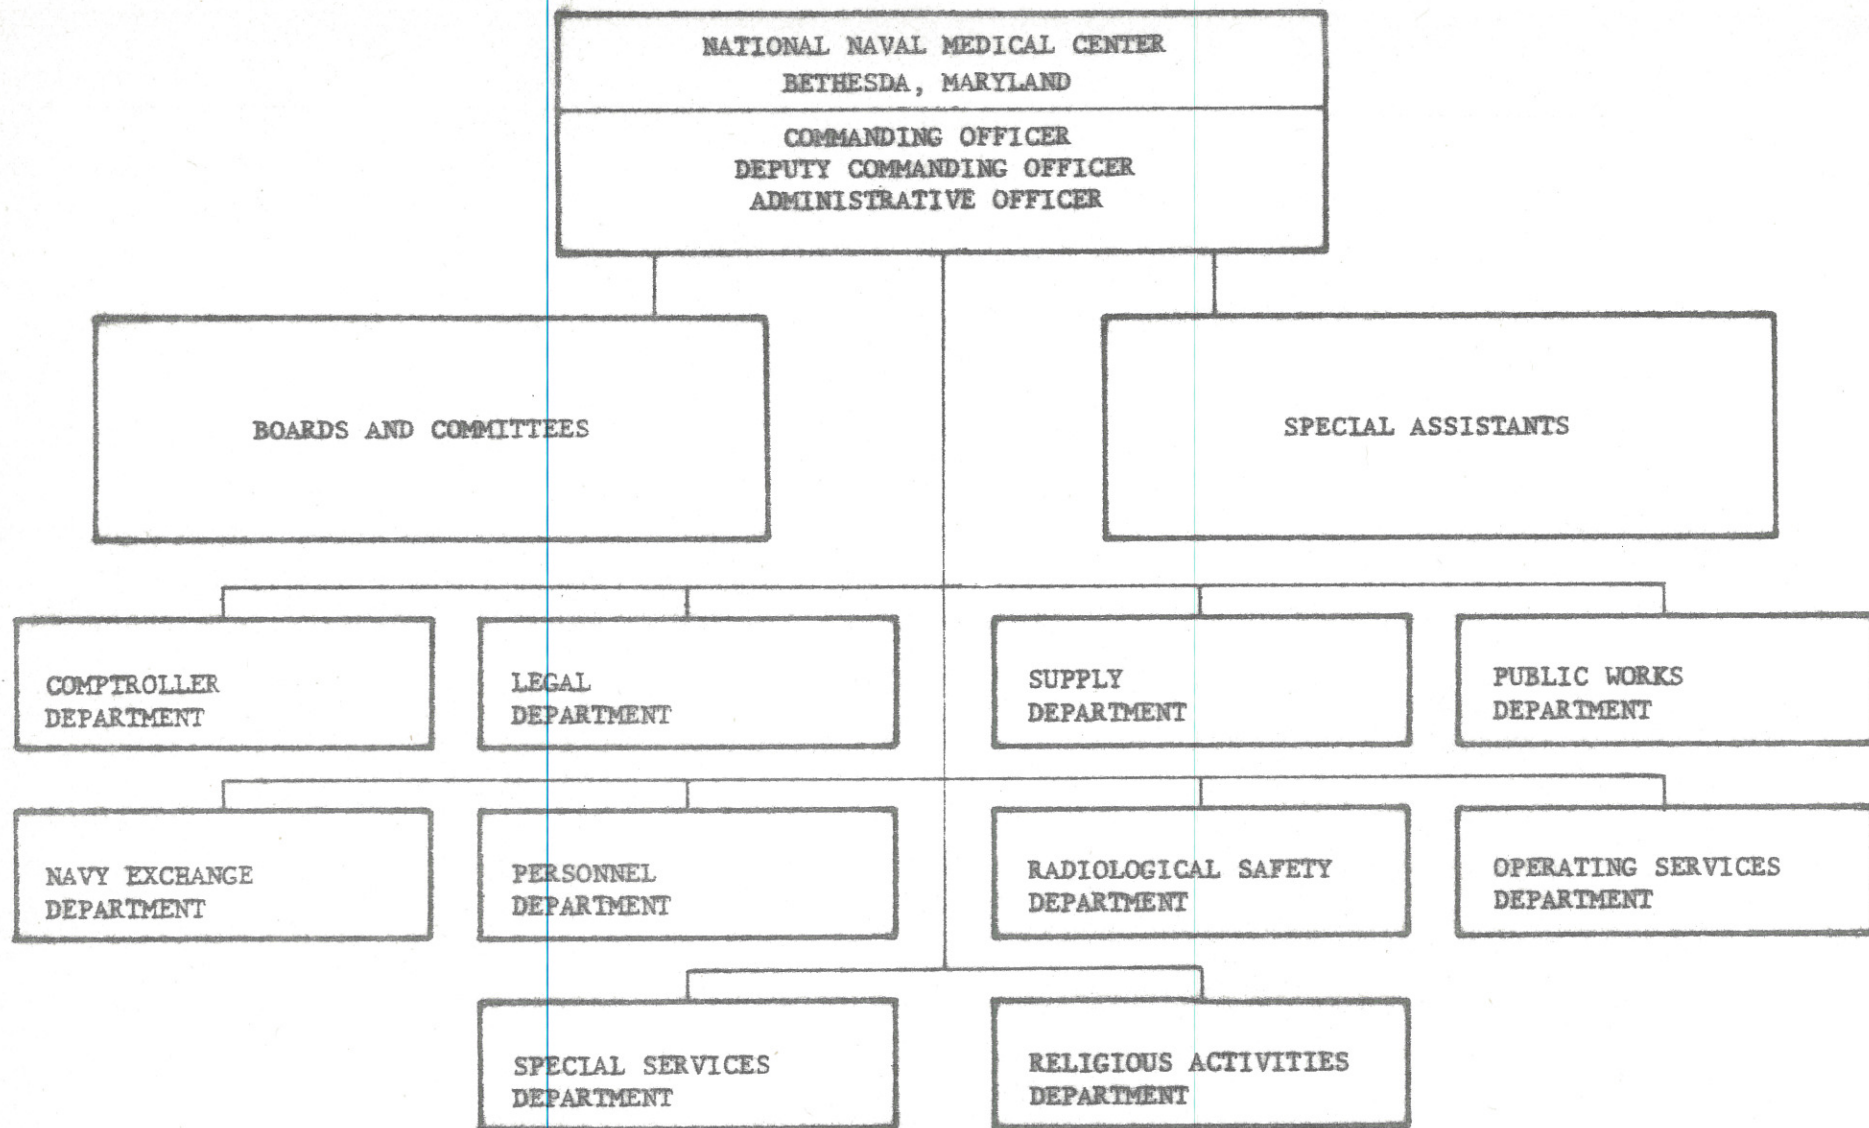 NATIONAL NAVAL MEDICAL CENTER
BETHESDA, MARYLAND
COMMANDING OFFICER
DEPUTY COMMANDING OFFICER
ADMINISTRATIVE OFFICER
BOARDS AND COMMITTEES
SPECIAL ASSISTANTS
COMPTROLLER
DEPARTMENT
LEGAL
DEPARTMENT
SUPPLY
DEPARTMENT
PUBLIC WORKS
DEPARTMENT
NAVY EXCHANGE
DEPARTMENT
PERSONNEL
DEPARTMENT
RADIOLOGICAL SAFETY
DEPARTMENT
OPERATING SERVICES
DEPARTMENT
SPECIAL SERVICES
DEPARTMENT
RELIGIOUS ACTIVITIES
DEPARTMENT